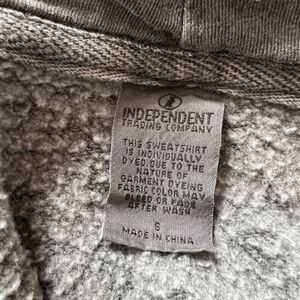 INDEPENDENT
TRADING COMPANY
THIS SWEATSHIRT
IS INDIVIDUALLY
DYED. DUE TO THE
NATURE OF
GARMENT DYEING
FABRIC COLOR MAY
BLEED OR FADE
AFTER WASH
S
MADE IN CHINA